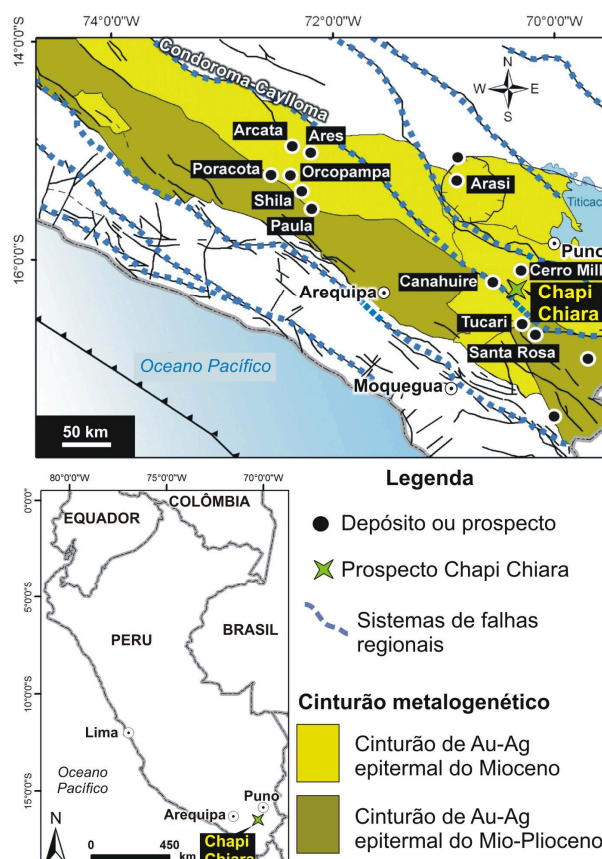 74°0'0"W
72°0'0"W
70°0'0"W
14°0'0"S
16°0'0"S
Condoroma-Caylloma
N
W
E
S
Arcata
Ares
Poracota
Orcopampa
Shila
Paula
Arasi
Titicac
Puno
Cerro Mill
Canahuire
Chapi
Chiara
Arequipa
Tucari
Santa Rosa
Oceano Pacífico
Moquegua
50 km
80°0'0"W
75°0'0"W
70°0'0"W
0°0'0"
5°0'0"S
10°0'0"S
15°0'0"S
COLÔMBIA
EQUADOR
PERU
BRASIL
Lima
Oceano
Pacífico
Puno
Arequipa
N
0
450
km
Chapi
Chiara
Legenda
Depósito ou prospecto
Prospecto Chapi Chiara
Sistemas de falhas
regionais
Cinturão metalogenético
Cinturão de Au-Ag
epitermal do Mioceno
Cinturão de Au-Ag
epitermal do Mio-Plioceno